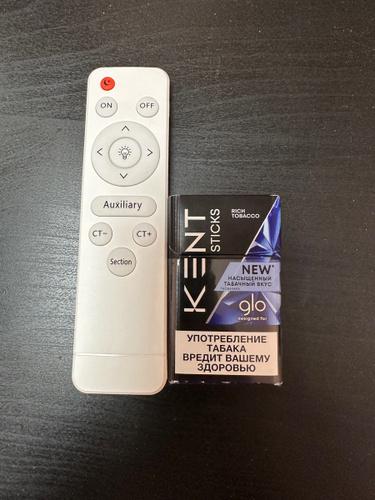 ON OFF
Auxiliary
CT− CT+
Section
KENT
STICKS
RICH
TOBACCO
NEW*
НАСЫЩЕННЫЙ
ТАБАЧНЫЙ ВКУС
glo
designed for
УПОТРЕБЛЕНИЕ
ТАБАКА
ВРЕДИТ ВАШЕМУ
ЗДОРОВЬЮ